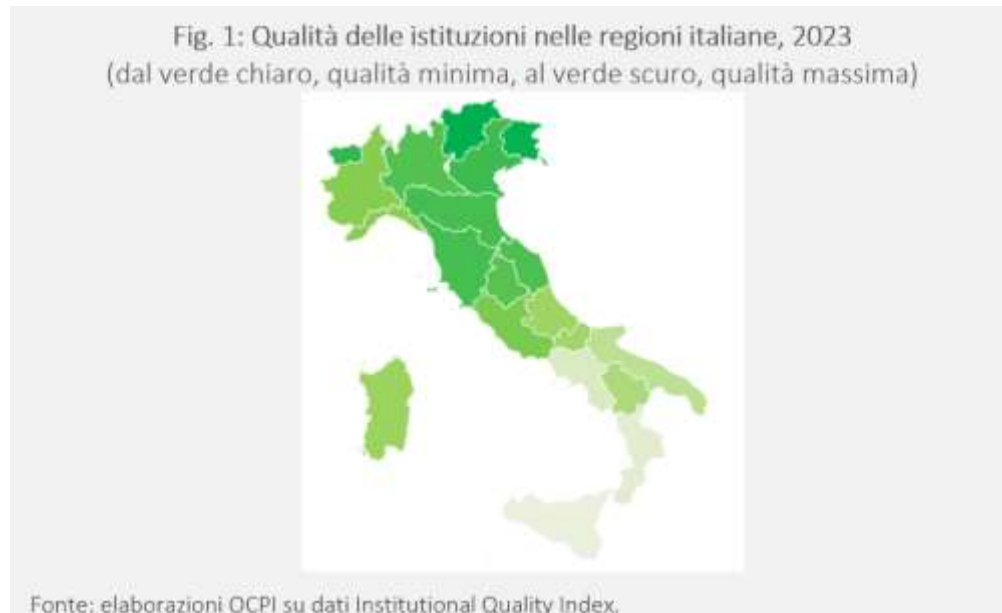 Fig. 1: Qualità delle istituzioni nelle regioni italiane, 2023
(dal verde chiaro, qualità minima, al verde scuro, qualità massima)
Fonte: elaborazioni OCPI su dati Institutional Quality Index.